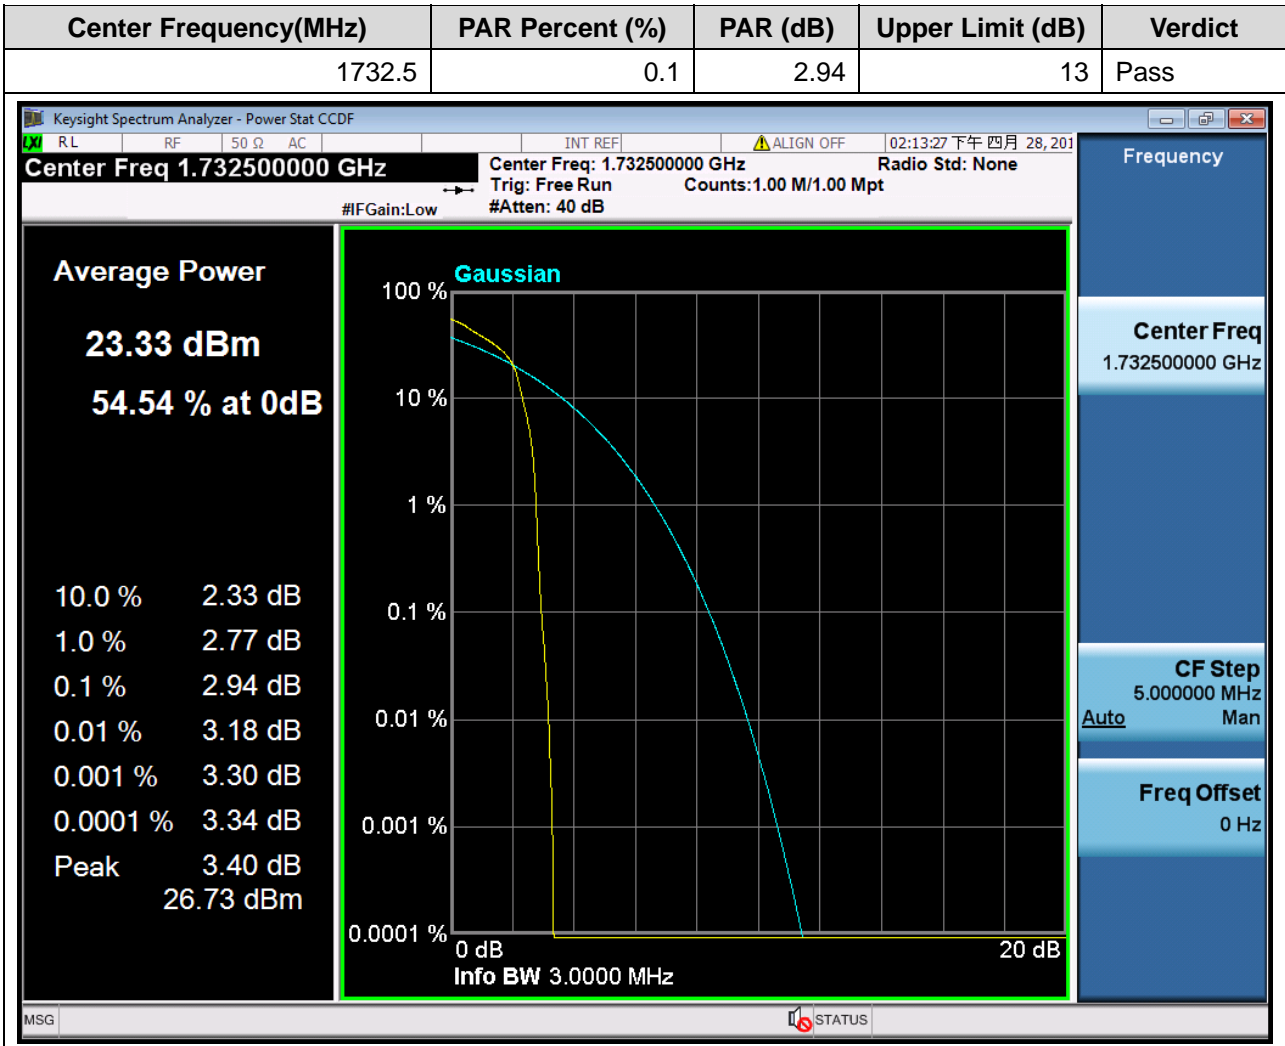 Center Frequency(MHz) PAR Percent (%) PAR (dB) Upper Limit (dB) Verdict
1732.5 0.1 2.94 13 Pass
Keysight Spectrum Analyzer - Power Stat CCDF
LXI RL RF 50 Ω AC INT REF ALIGN OFF 02:13:27 下午 四月 28, 201
Center Freq 1.732500000 GHz
Center Freq: 1.732500000 GHz Radio Std: None
Trig: Free Run Counts:1.00 M/1.00 Mpt
#IFGain:Low #Atten: 40 dB
Average Power
23.33 dBm
54.54 % at 0dB
10.0 % 2.33 dB
1.0 % 2.77 dB
0.1 % 2.94 dB
0.01 % 3.18 dB
0.001 % 3.30 dB
0.0001 % 3.34 dB
Peak 3.40 dB
26.73 dBm
Gaussian
100 %
10 %
1 %
0.1 %
0.01 %
0.001 %
0.0001 %
0 dB 20 dB
Info BW 3.0000 MHz
Frequency
Center Freq
1.732500000 GHz
CF Step
5.000000 MHz
Auto Man
Freq Offset
0 Hz
MSG STATUS